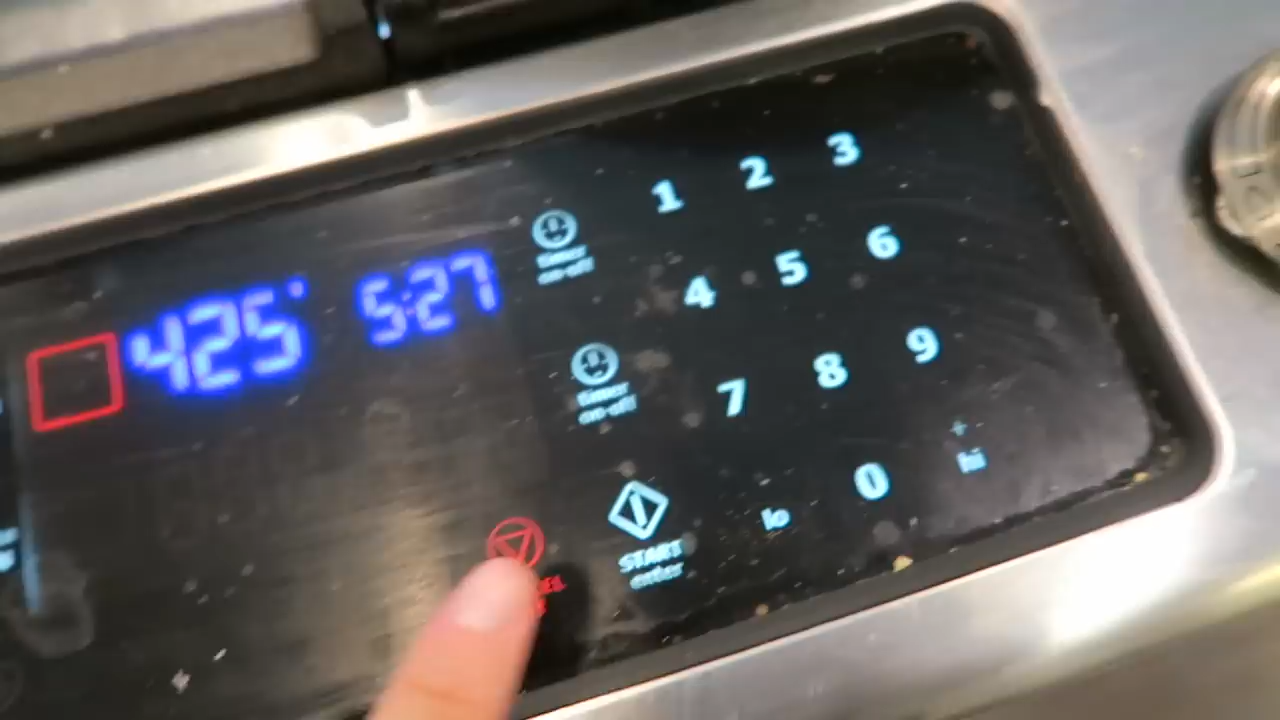 425° 5:27
timer
on-off
1 2 3
4 5 6
timer
on-off
7 8 9
START
enter
lo 0 + hi